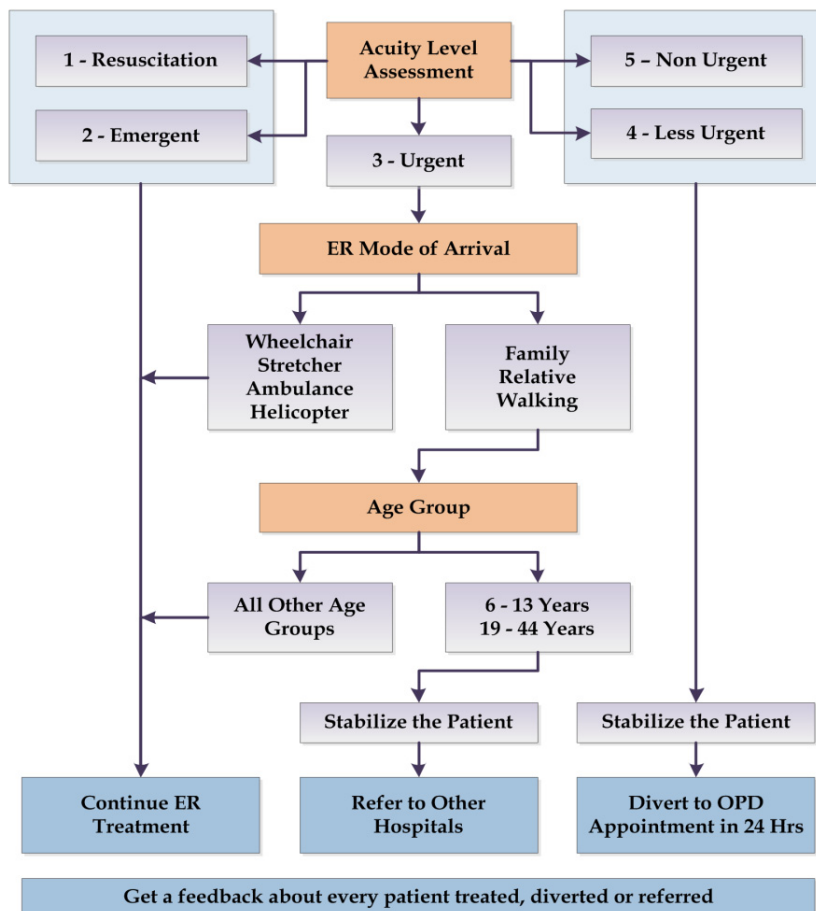 Acuity Level
Assessment
1 - Resuscitation
2 - Emergent
3 - Urgent
5 – Non Urgent
4 - Less Urgent
ER Mode of Arrival
Wheelchair
Stretcher
Ambulance
Helicopter
Family
Relative
Walking
Age Group
All Other Age
Groups
6 - 13 Years
19 - 44 Years
Stabilize the Patient
Stabilize the Patient
Continue ER
Treatment
Refer to Other
Hospitals
Divert to OPD
Appointment in 24 Hrs
Get a feedback about every patient treated, diverted or referred